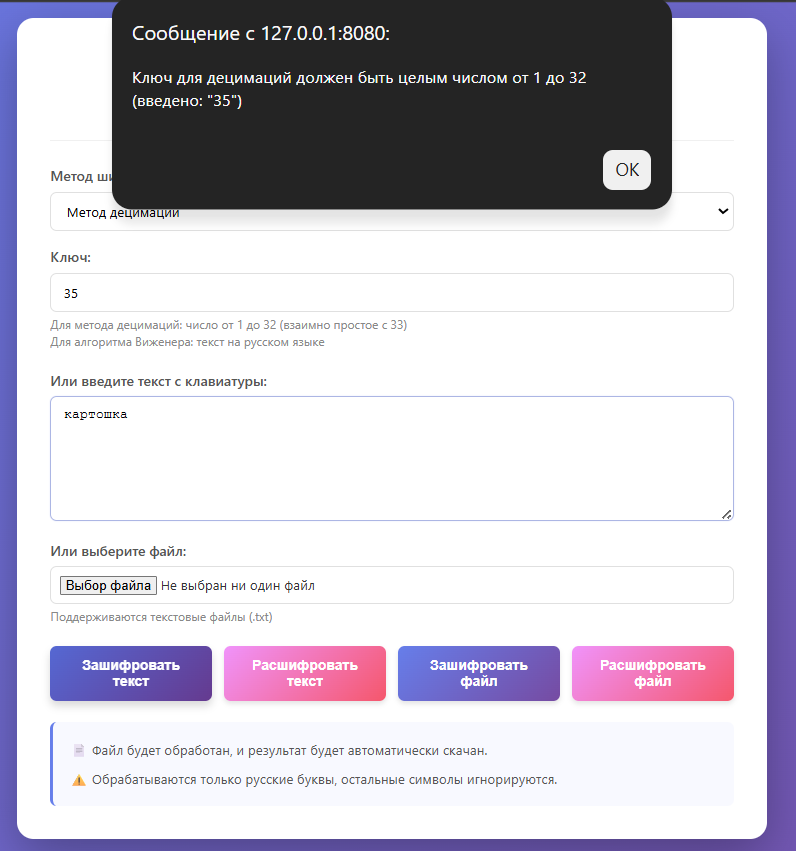 Сообщение с 127.0.0.1:8080:
Ключ для децимаций должен быть целым числом от 1 до 32
(введено: "35")
OK
Метод децимации
Ключ:
35
Для метода децимаций: число от 1 до 32 (взаимно простое с 33)
Для алгоритма Виженера: текст на русском языке
Или введите текст с клавиатуры:
картошка
Или выберите файл:
Выбор файла Не выбран ни один файл
Поддерживаются текстовые файлы (.txt)
Зашифровать
текст
Расшифровать
текст
Зашифровать
файл
Расшифровать
файл
Файл будет обработан, и результат будет автоматически скачан.
Обрабатываются только русские буквы, остальные символы игнорируются.